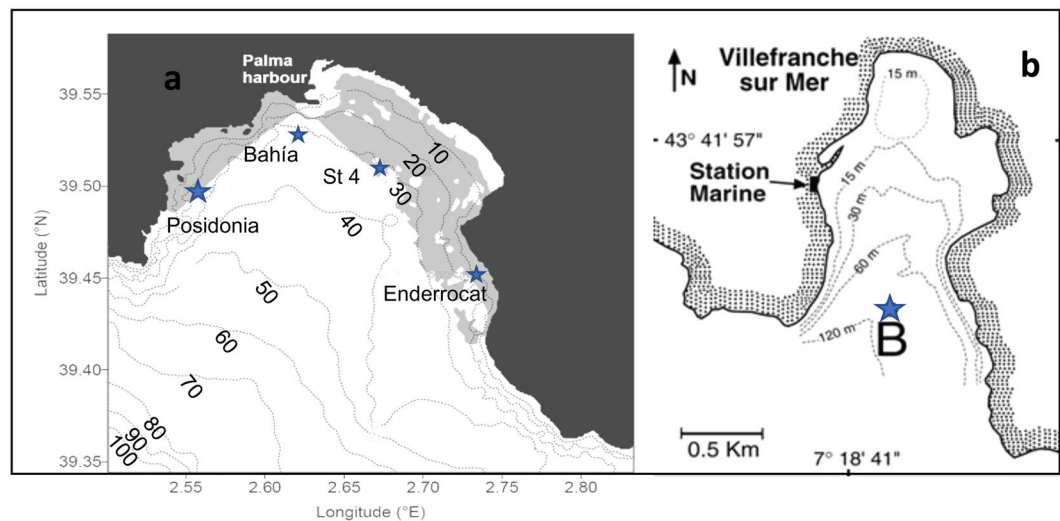 a
Palma
harbour
39.55
39.50
39.45
39.40
39.35
Latitude (°N)
Bahía
St 4
Posidonia
Enderrocat
10
20
30
40
50
60
70
80
90
100
2.55
2.60
2.65
2.70
2.75
2.80
Longitude (°E)
b
N
Villefranche
sur Mer
15 m
43° 41' 57"
Station
Marine
15 m
30 m
60 m
120 m
B
0.5 Km
7° 18' 41"